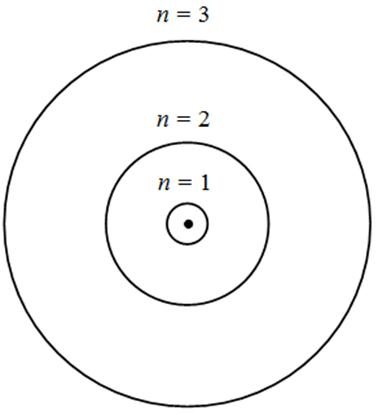 n = 3
n = 2
n = 1